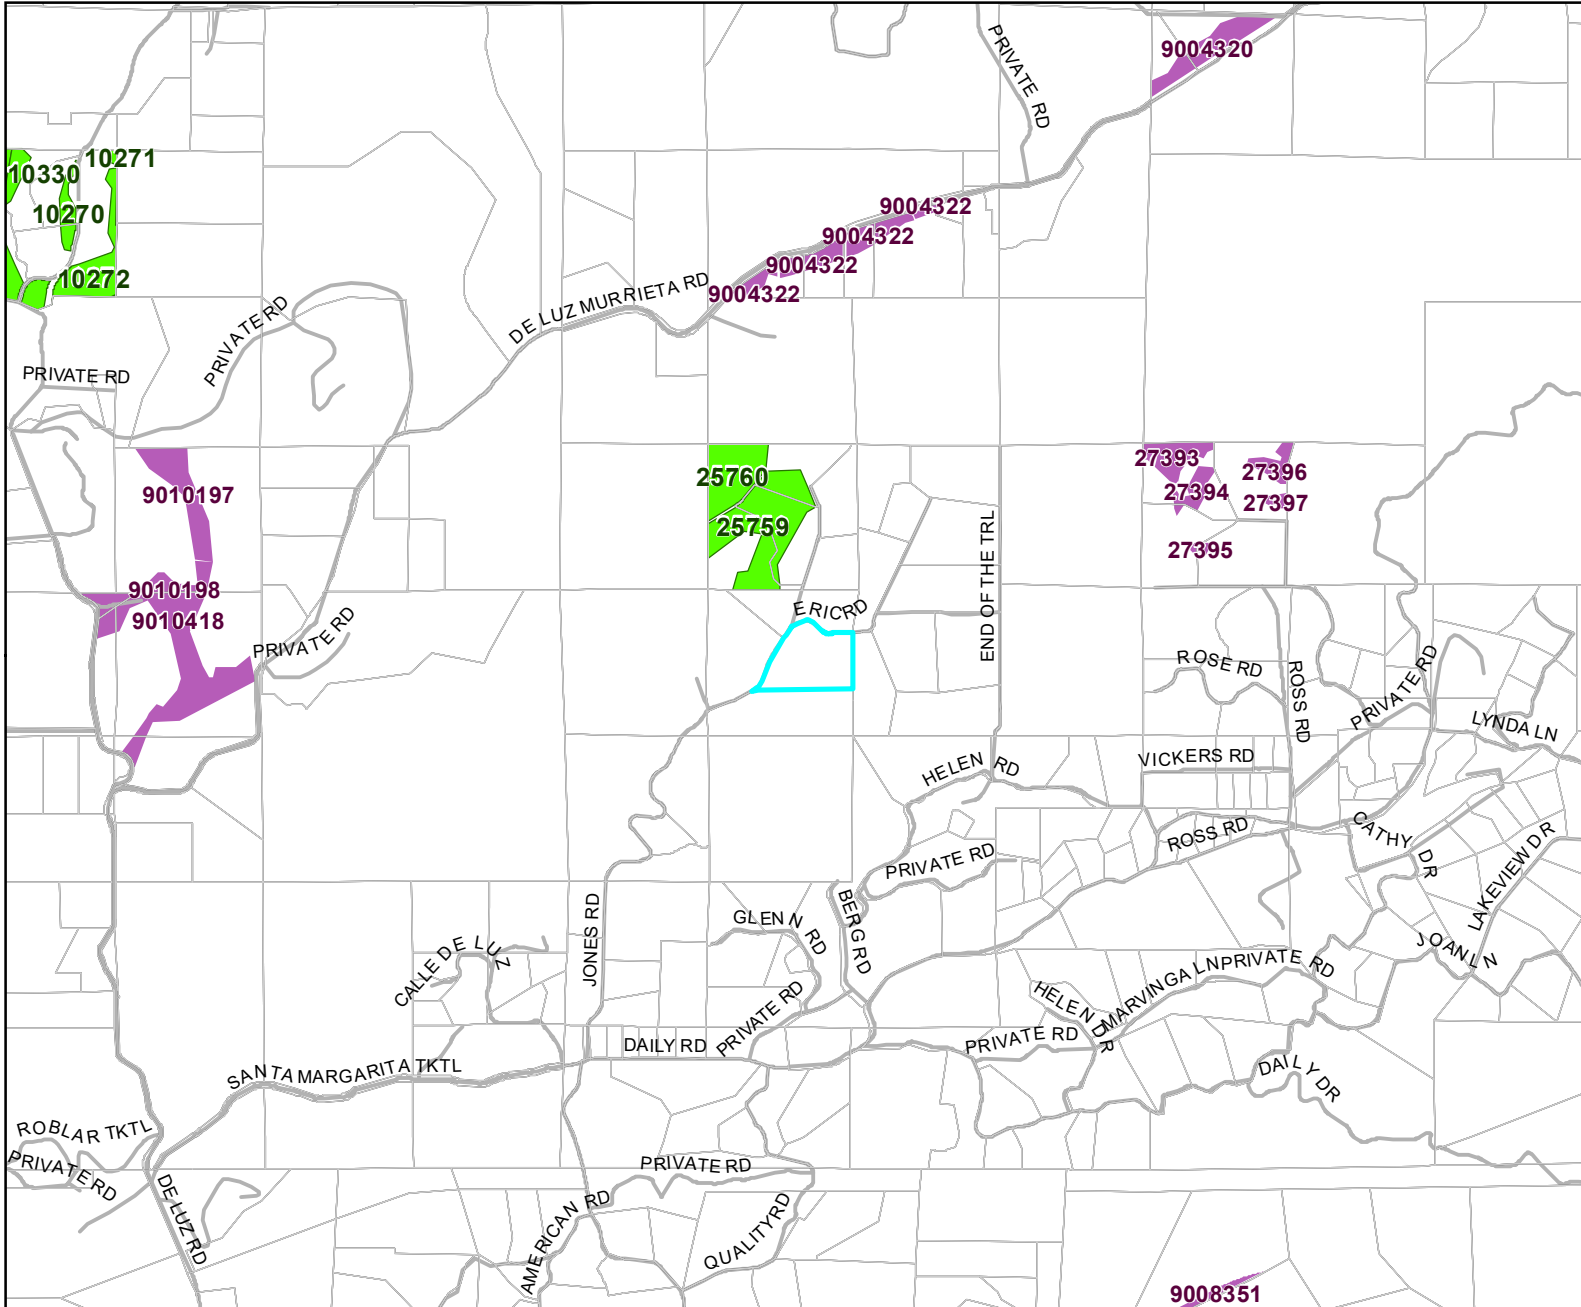 PRIVATE RD
9004320
10271
10330
10270
10272
9004322
9004322
9004322
9004322
DE LUZ MURRIETA RD
PRIVATE RD
PRIVATE RD
27393
27396
25760
27394
9010197
27397
25759
27395
END OF THE TRL
9010198
9010418
ERIC RD
PRIVATE RD
ROSE RD
ROSS RD
PRIVATE RD
LYNDA LN
VICKERS RD
HELEN RD
ROSS RD
CATHY DR
LAKEVIEW DR
PRIVATE RD
BERG RD
GLENN RD
JONES RD
CALLE DE LUZ
JOAN LN
PRIVATE RD
MARVINGA LN
HELEN DR
PRIVATE RD
PRIVATE RD
DAILY RD
SANTA MARGARITA TKTL
DAILY DR
ROBLAR TKTL
PRIVATE RD
PRIVATE RD
DE LUZ RD
AMERICAN RD
QUALITY RD
9008351